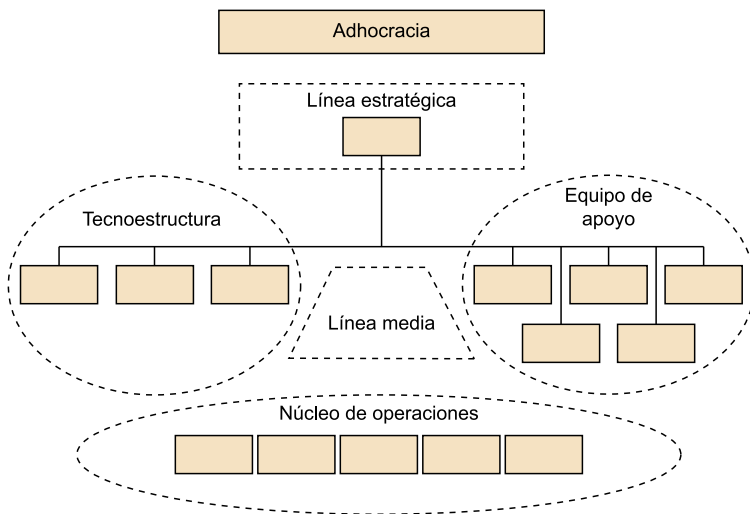 Adhocracia
Línea estratégica
Tecnoestructura
Equipo de
apoyo
Línea media
Núcleo de operaciones